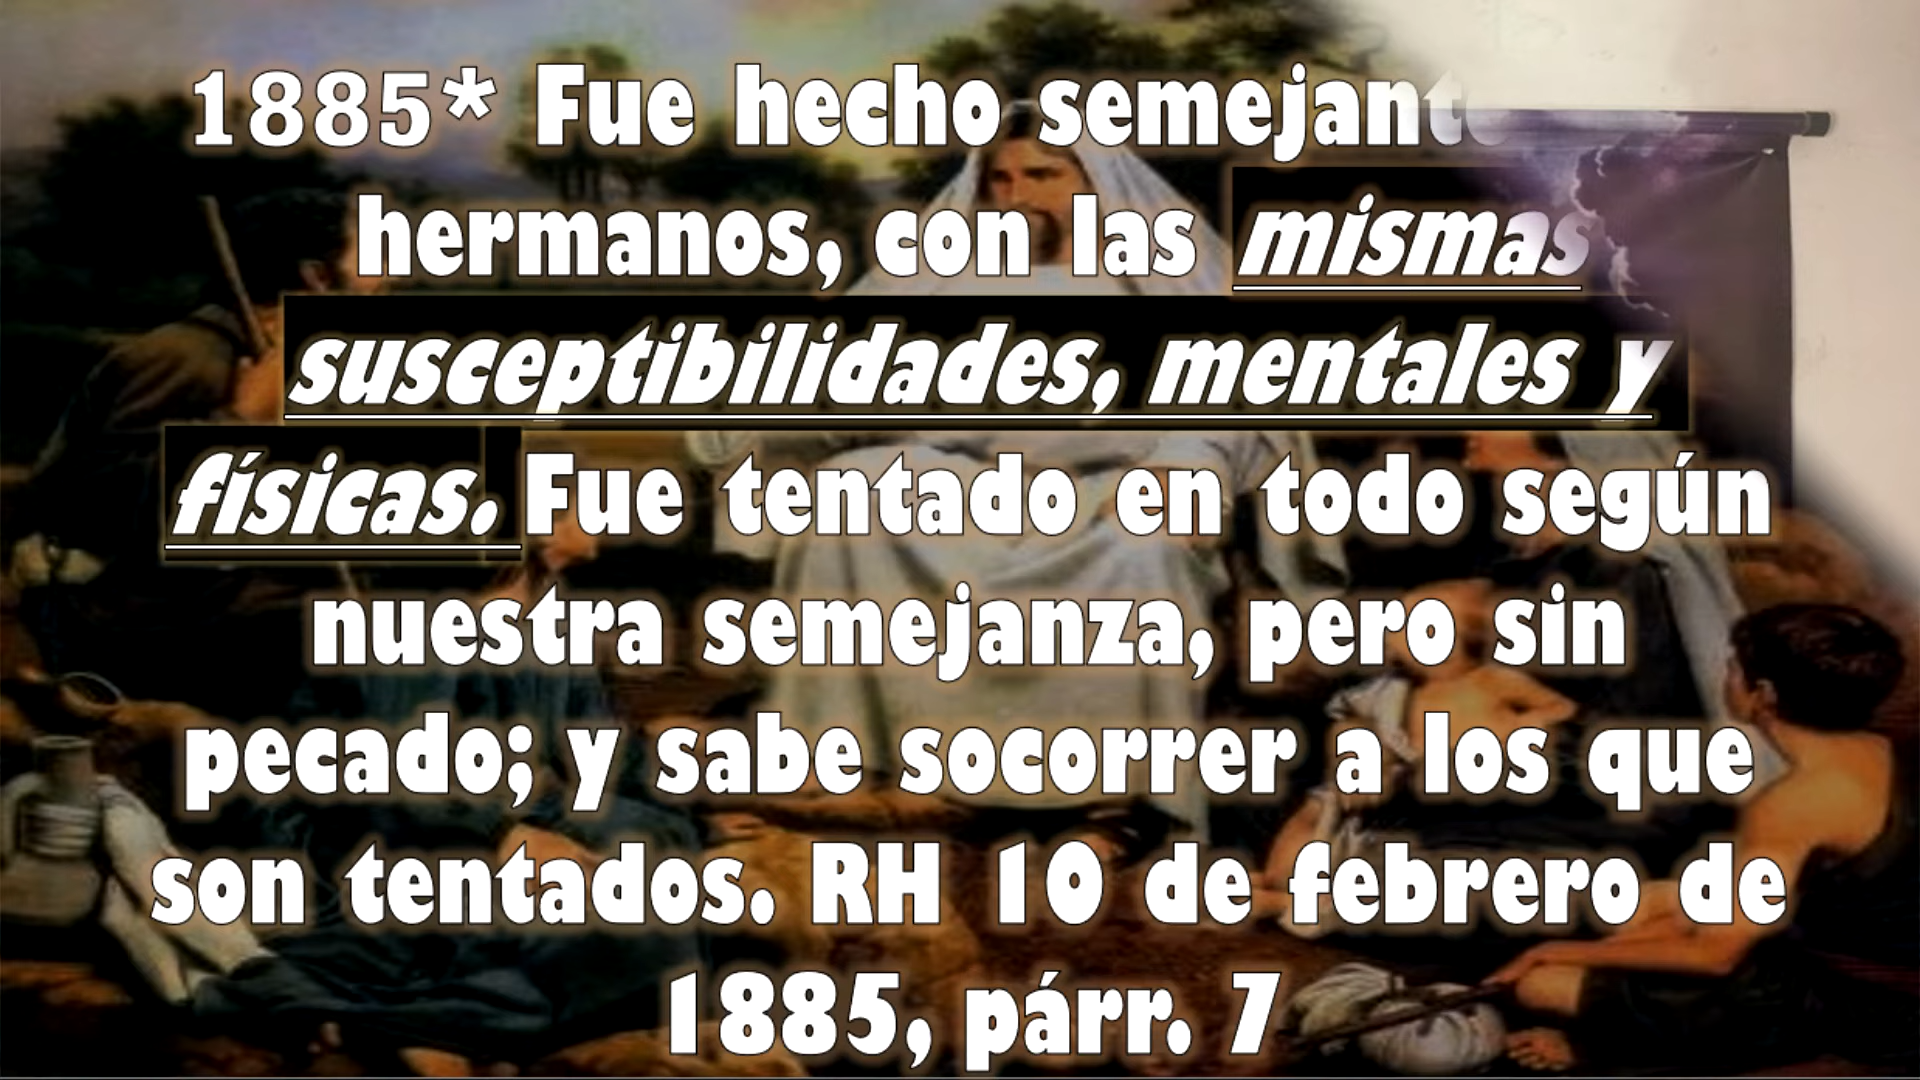 1885* Fue hecho semejante
hermanos, con las mismas
susceptibilidades, mentales y
físicas. Fue tentado en todo según
nuestra semejanza, pero sin
pecado; y sabe socorrer a los que
son tentados. RH 10 de febrero de
1885, párr. 7